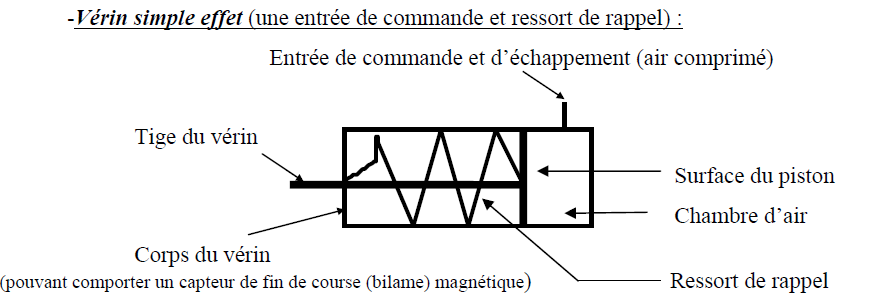 -Vérin simple effet (une entrée de commande et ressort de rappel) :
Entrée de commande et d’échappement (air comprimé)
Tige du vérin
Surface du piston
Chambre d’air
Corps du vérin
(pouvant comporter un capteur de fin de course (bilame) magnétique)
Ressort de rappel